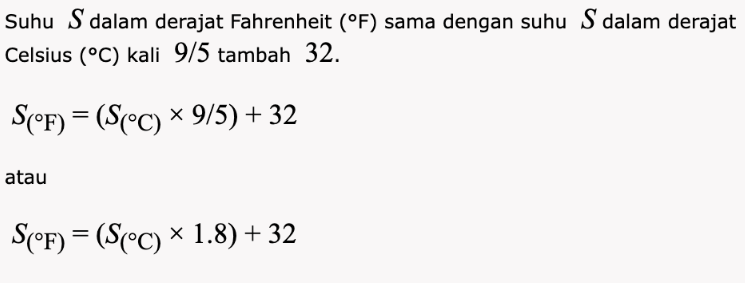 Suhu S dalam derajat Fahrenheit (°F) sama dengan suhu S dalam derajat
Celsius (°C) kali 9/5 tambah 32.
S(°F) = (S(°C) × 9/5) + 32
atau
S(°F) = (S(°C) × 1.8) + 32